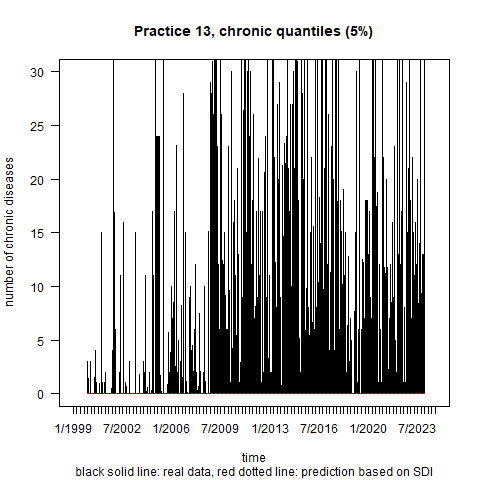 Practice 13, chronic quantiles (5%)
number of chronic diseases
30
25
20
15
10
5
0
1/1999 7/2002 1/2006 7/2009 1/2013 7/2016 1/2020 7/2023
time
black solid line: real data, red dotted line: prediction based on SDI